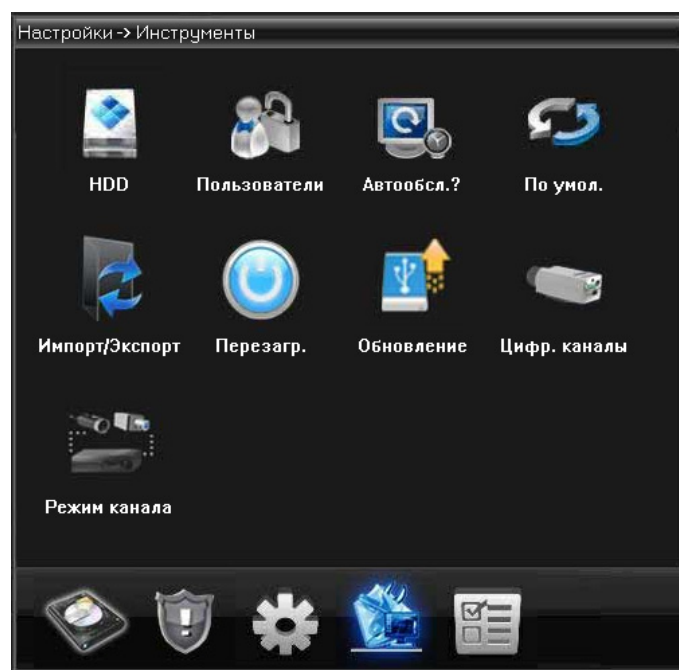 Настройки -> Инструменты
HDD Пользователи Автообсл.? По умол.
Импорт/Экспорт Перезагр. Обновление Цифр. каналы
Режим канала